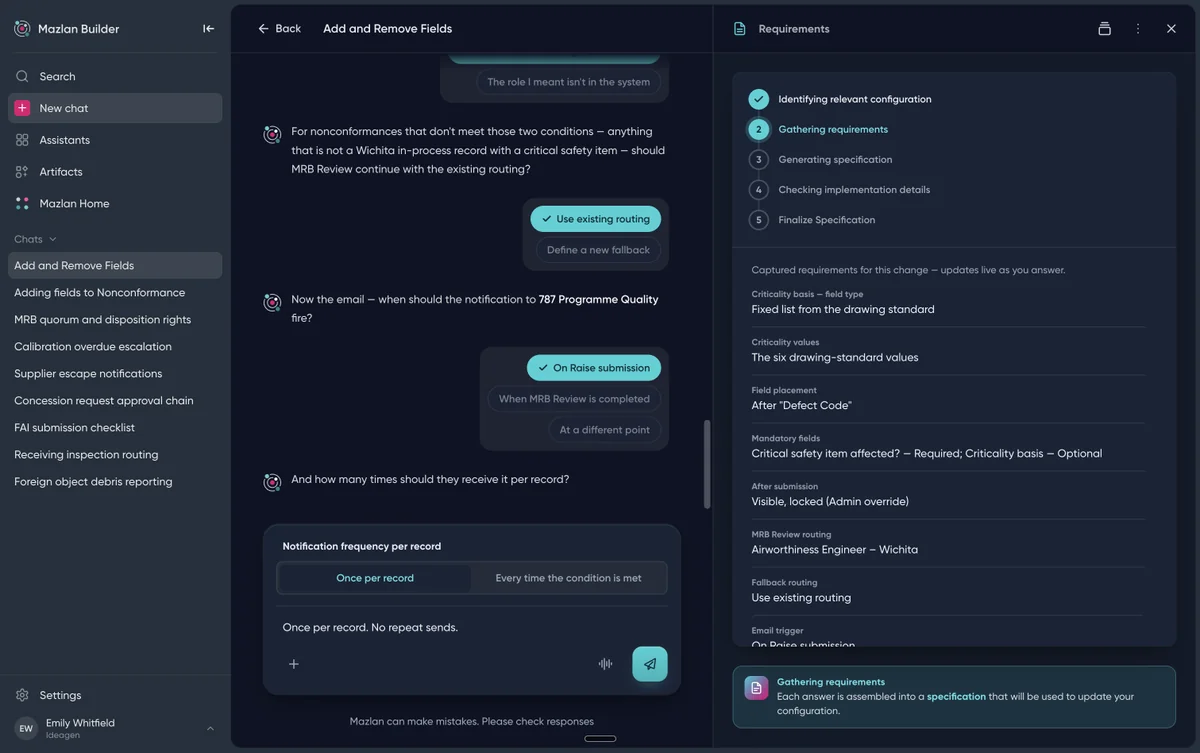 Mazlan Builder
Search
New chat
Assistants
Artifacts
Mazlan Home
Chats
Add and Remove Fields
Adding fields to Nonconformance
MRB quorum and disposition rights
Calibration overdue escalation
Supplier escape notifications
Concession request approval chain
FAI submission checklist
Receiving inspection routing
Foreign object debris reporting
Settings
EW
Emily Whitfield
Ideagen
Back
Add and Remove Fields
The role I meant isn't in the system
For nonconformances that don't meet those two conditions — anything
that is not a Wichita in-process record with a critical safety item — should
MRB Review continue with the existing routing?
Use existing routing
Define a new fallback
Now the email — when should the notification to 787 Programme Quality
fire?
On Raise submission
When MRB Review is completed
At a different point
And how many times should they receive it per record?
Notification frequency per record
Once per record
Every time the condition is met
Once per record. No repeat sends.
Mazlan can make mistakes. Please check responses
Requirements
Identifying relevant configuration
2 Gathering requirements
3 Generating specification
4 Checking implementation details
5 Finalize Specification
Captured requirements for this change — updates live as you answer.
Criticality basis — field type
Fixed list from the drawing standard
Criticality values
The six drawing-standard values
Field placement
After "Defect Code"
Mandatory fields
Critical safety item affected? — Required; Criticality basis — Optional
After submission
Visible, locked (Admin override)
MRB Review routing
Airworthiness Engineer – Wichita
Fallback routing
Use existing routing
Email trigger
On Raise submission
Gathering requirements
Each answer is assembled into a specification that will be used to update your
configuration.